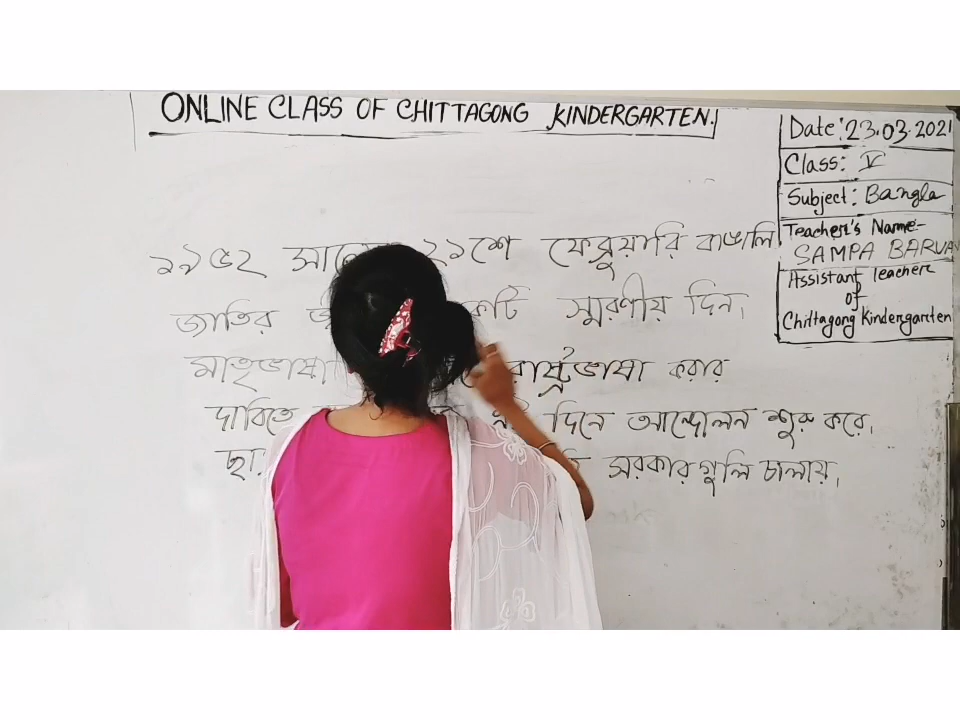 ONLINE CLASS OF CHITTAGONG KINDERGARTEN.
Date: 23.03.2021
Class: V
Subject: Bangla
Teacher's Name:-
SAMPA BARUA
Assistant Teacher
of
Chittagong Kindergarten
১৯৫২ সালের ২১শে ফেব্রুয়ারি বাঙালি
জাতির একটি স্মরণীয় দিন।
মাতৃভাষা রাষ্ট্রভাষা করার
দাবিতে দিনে আন্দোলন শুরু করে।
সরকার গুলি চালায়।